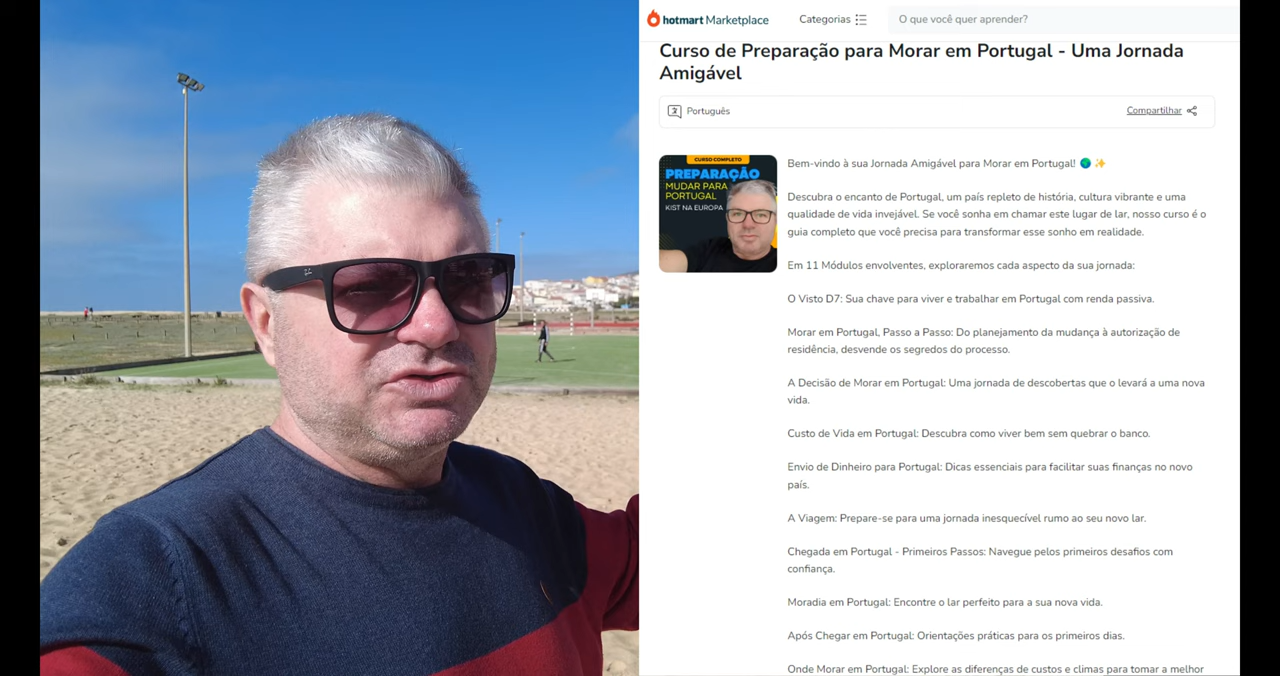 hotmart Marketplace
Categorias
O que você quer aprender?
Curso de Preparação para Morar em Portugal - Uma Jornada
Amigável
Português
Compartilhar
CURSO COMPLETO
PREPARAÇÃO
MUDAR PARA
PORTUGAL
KIST NA EUROPA
Bem-vindo à sua Jornada Amigável para Morar em Portugal! 🌍 ✨
Descubra o encanto de Portugal, um país repleto de história, cultura vibrante e uma
qualidade de vida invejável. Se você sonha em chamar este lugar de lar, nosso curso é o
guia completo que você precisa para transformar esse sonho em realidade.
Em 11 Módulos envolventes, exploraremos cada aspecto da sua jornada:
O Visto D7: Sua chave para viver e trabalhar em Portugal com renda passiva.
Morar em Portugal, Passo a Passo: Do planejamento da mudança à autorização de
residência, desvende os segredos do processo.
A Decisão de Morar em Portugal: Uma jornada de descobertas que o levará a uma nova
vida.
Custo de Vida em Portugal: Descubra como viver bem sem quebrar o banco.
Envio de Dinheiro para Portugal: Dicas essenciais para facilitar suas finanças no novo
país.
A Viagem: Prepare-se para uma jornada inesquecível rumo ao seu novo lar.
Chegada em Portugal - Primeiros Passos: Navegue pelos primeiros desafios com
confiança.
Moradia em Portugal: Encontre o lar perfeito para a sua nova vida.
Após Chegar em Portugal: Orientações práticas para os primeiros dias.
Onde Morar em Portugal: Explore as diferenças de custos e climas para tomar a melhor